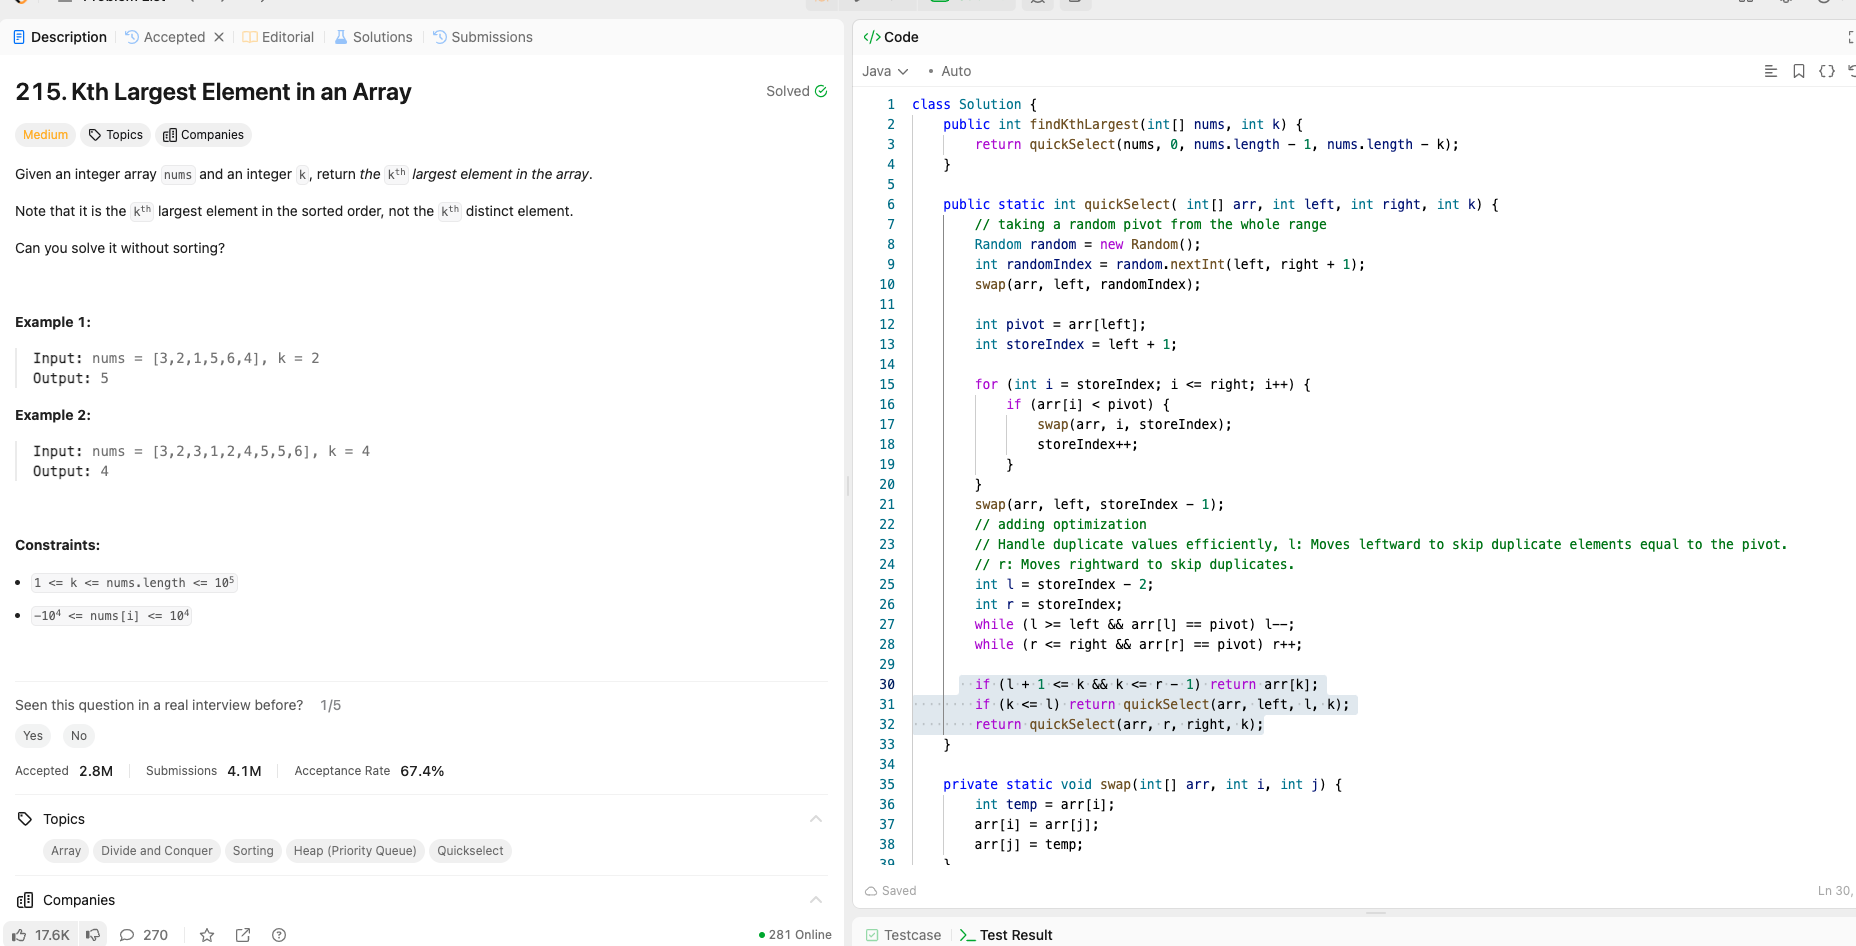 Description
Accepted
Editorial
Solutions
Submissions
215. Kth Largest Element in an Array
Solved
Medium
Topics
Companies
Given an integer array nums and an integer k, return the kth largest element in the array.
Note that it is the kth largest element in the sorted order, not the kth distinct element.
Can you solve it without sorting?
Example 1:
Input: nums = [3,2,1,5,6,4], k = 2
Output: 5
Example 2:
Input: nums = [3,2,3,1,2,4,5,5,6], k = 4
Output: 4
Constraints:
• 1 <= k <= nums.length <= 10⁵
• -10⁴ <= nums[i] <= 10⁴
Seen this question in a real interview before? 1/5
Yes No
Accepted 2.8M Submissions 4.1M Acceptance Rate 67.4%
Topics
Array Divide and Conquer Sorting Heap (Priority Queue) Quickselect
Companies
17.6K 270 281 Online
</> Code
Java • Auto
1 class Solution {
2 public int findKthLargest(int[] nums, int k) {
3 return quickSelect(nums, 0, nums.length - 1, nums.length - k);
4 }
5
6 public static int quickSelect( int[] arr, int left, int right, int k) {
7 // taking a random pivot from the whole range
8 Random random = new Random();
9 int randomIndex = random.nextInt(left, right + 1);
10 swap(arr, left, randomIndex);
11
12 int pivot = arr[left];
13 int storeIndex = left + 1;
14
15 for (int i = storeIndex; i <= right; i++) {
16 if (arr[i] < pivot) {
17 swap(arr, i, storeIndex);
18 storeIndex++;
19 }
20 }
21 swap(arr, left, storeIndex - 1);
22 // adding optimization
23 // Handle duplicate values efficiently, l: Moves leftward to skip duplicate elements equal to the pivot.
24 // r: Moves rightward to skip duplicates.
25 int l = storeIndex - 2;
26 int r = storeIndex;
27 while (l >= left && arr[l] == pivot) l--;
28 while (r <= right && arr[r] == pivot) r++;
29
30 if (l + 1 <= k && k <= r - 1) return arr[k];
31 if (k <= l) return quickSelect(arr, left, l, k);
32 return quickSelect(arr, r, right, k);
33 }
34
35 private static void swap(int[] arr, int i, int j) {
36 int temp = arr[i];
37 arr[i] = arr[j];
38 arr[j] = temp;
39 }
Saved
Ln 30,
Testcase
Test Result